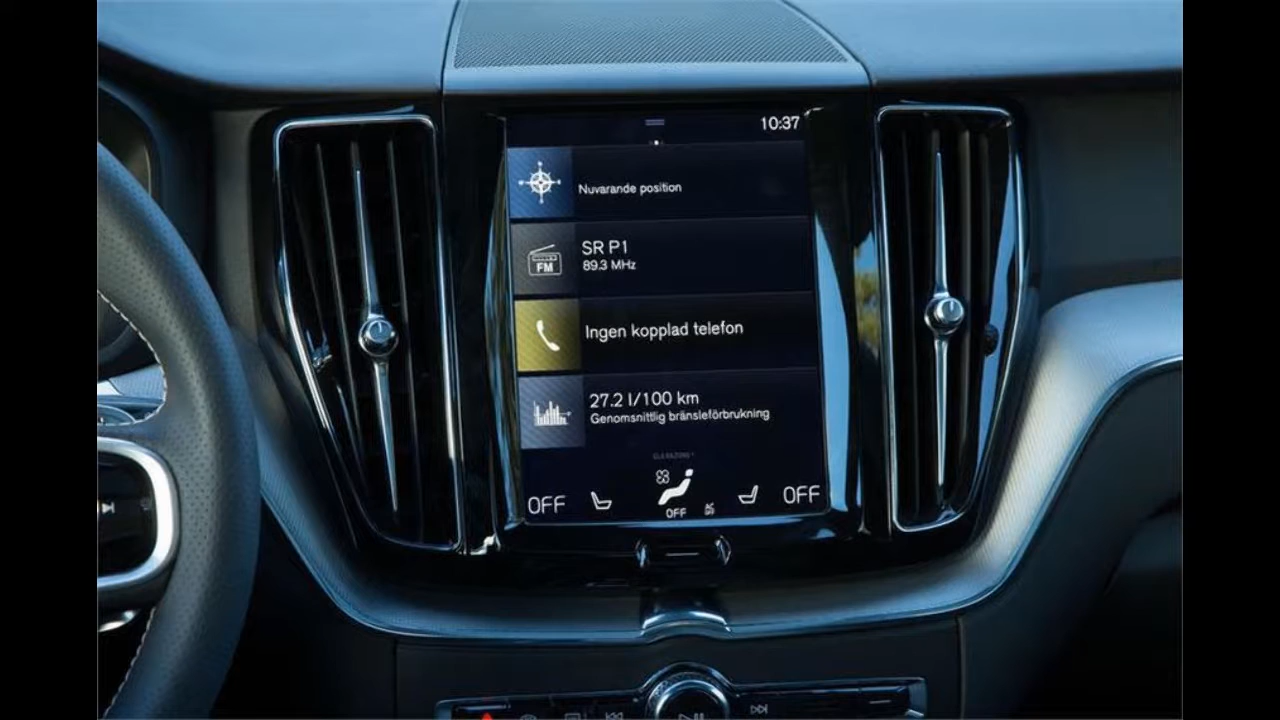 10:37
Nuvarande position
SR P1
89.3 MHz
FM
Ingen kopplad telefon
27.2 l/100 km
Genomsnittlig bränsleförbrukning
OFF
OFF
OFF